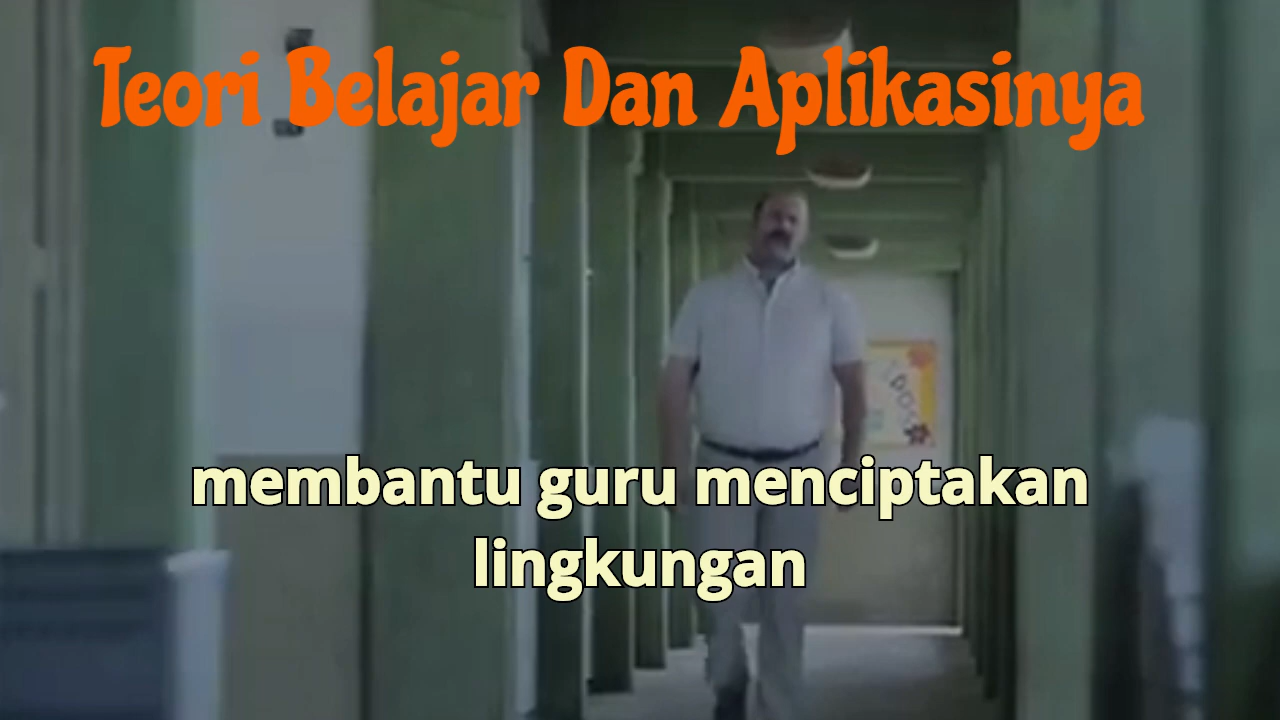 Teori Belajar Dan Aplikasinya
membantu guru menciptakan
lingkungan